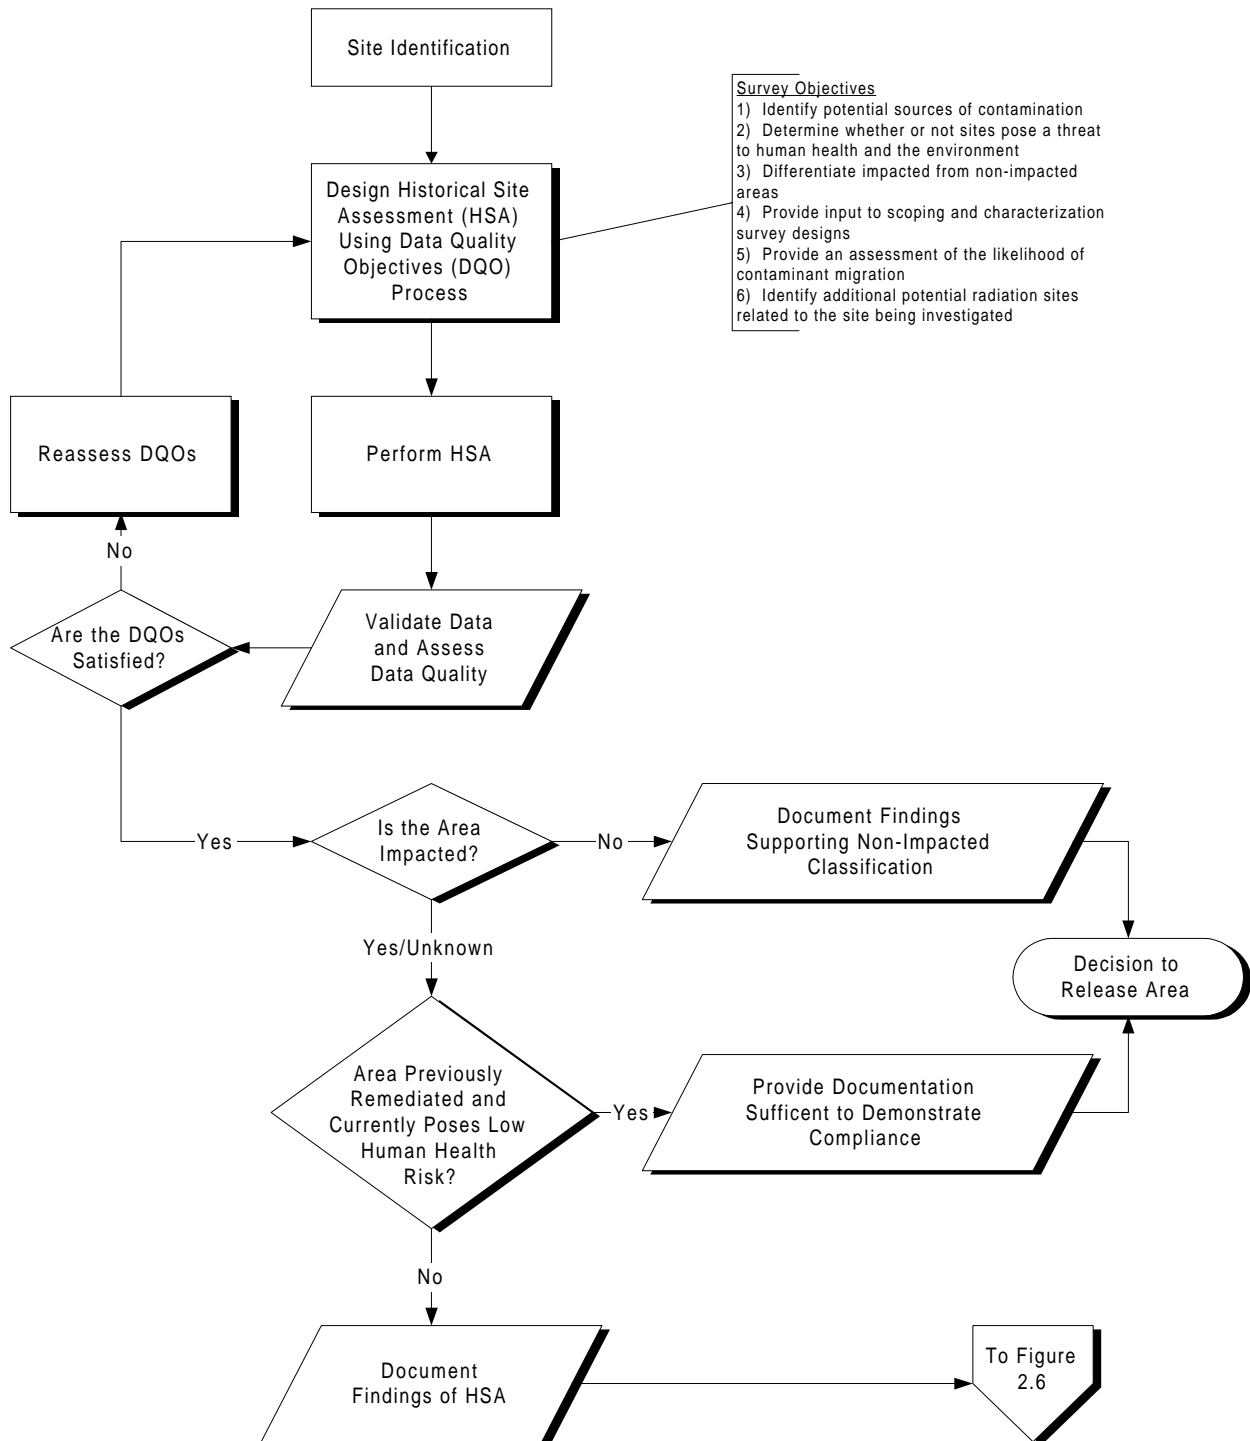 Site Identification
Survey Objectives
1) Identify potential sources of contamination
2) Determine whether or not sites pose a threat
to human health and the environment
3) Differentiate impacted from non-impacted
areas
4) Provide input to scoping and characterization
survey designs
5) Provide an assessment of the likelihood of
contaminant migration
6) Identify additional potential radiation sites
related to the site being investigated
Design Historical Site
Assessment (HSA)
Using Data Quality
Objectives (DQO)
Process
Reassess DQOs
Perform HSA
No
Are the DQOs
Satisfied?
Validate Data
and Assess
Data Quality
Yes
Is the Area
Impacted?
No
Document Findings
Supporting Non-Impacted
Classification
Yes/Unknown
Decision to
Release Area
Area Previously
Remediated and
Currently Poses Low
Human Health
Risk?
Yes
Provide Documentation
Sufficent to Demonstrate
Compliance
No
Document
Findings of HSA
To Figure
2.6